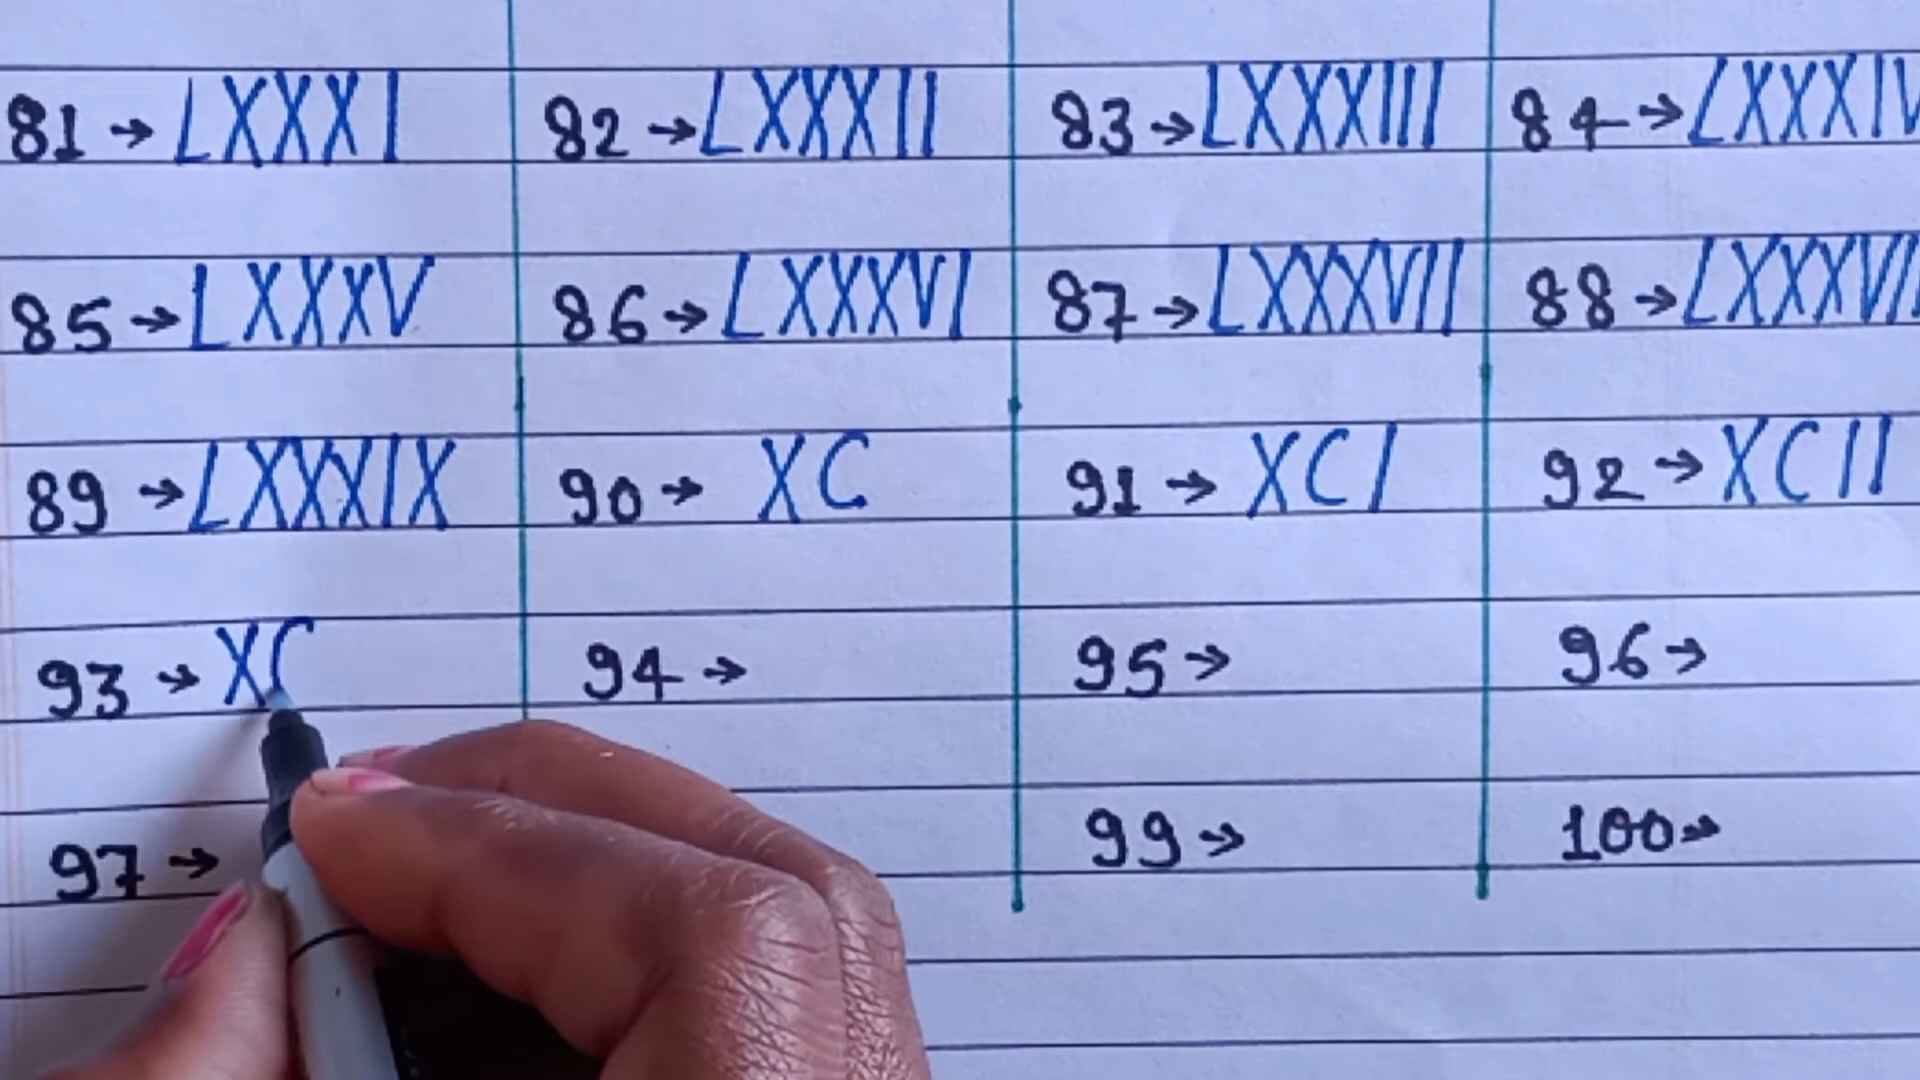 81 → LXXXI 82 → LXXXII 83 → LXXXIII 84 → LXXXIV
85 → LXXXV 86 → LXXXVI 87 → LXXXVII 88 → LXXXVII
89 → LXXXIX 90 → XC 91 → XCI 92 → XCII
93 → XC 94 → 95 → 96 →
97 → 99 → 100 →